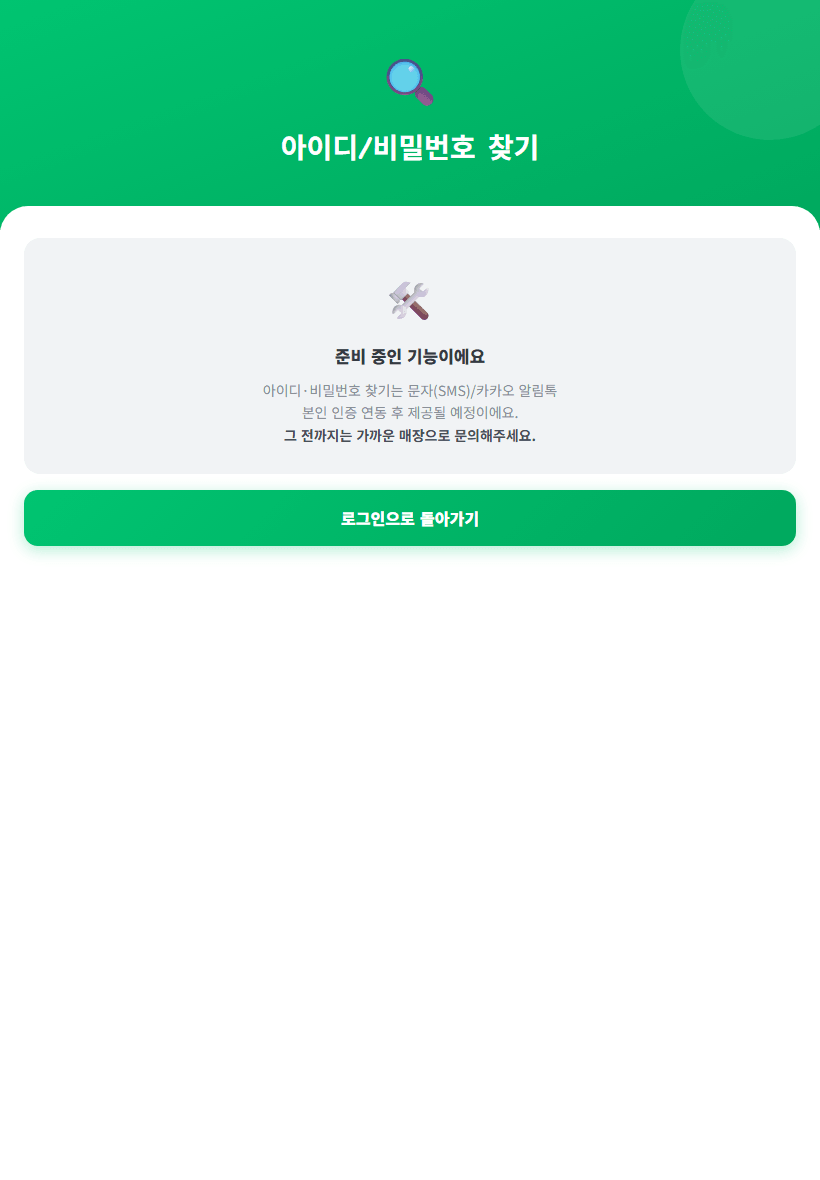 아이디/비밀번호 찾기
준비 중인 기능이에요
아이디·비밀번호 찾기는 문자(SMS)/카카오 알림톡
본인 인증 연동 후 제공될 예정이에요.
그 전까지는 가까운 매장으로 문의해주세요.
로그인으로 돌아가기